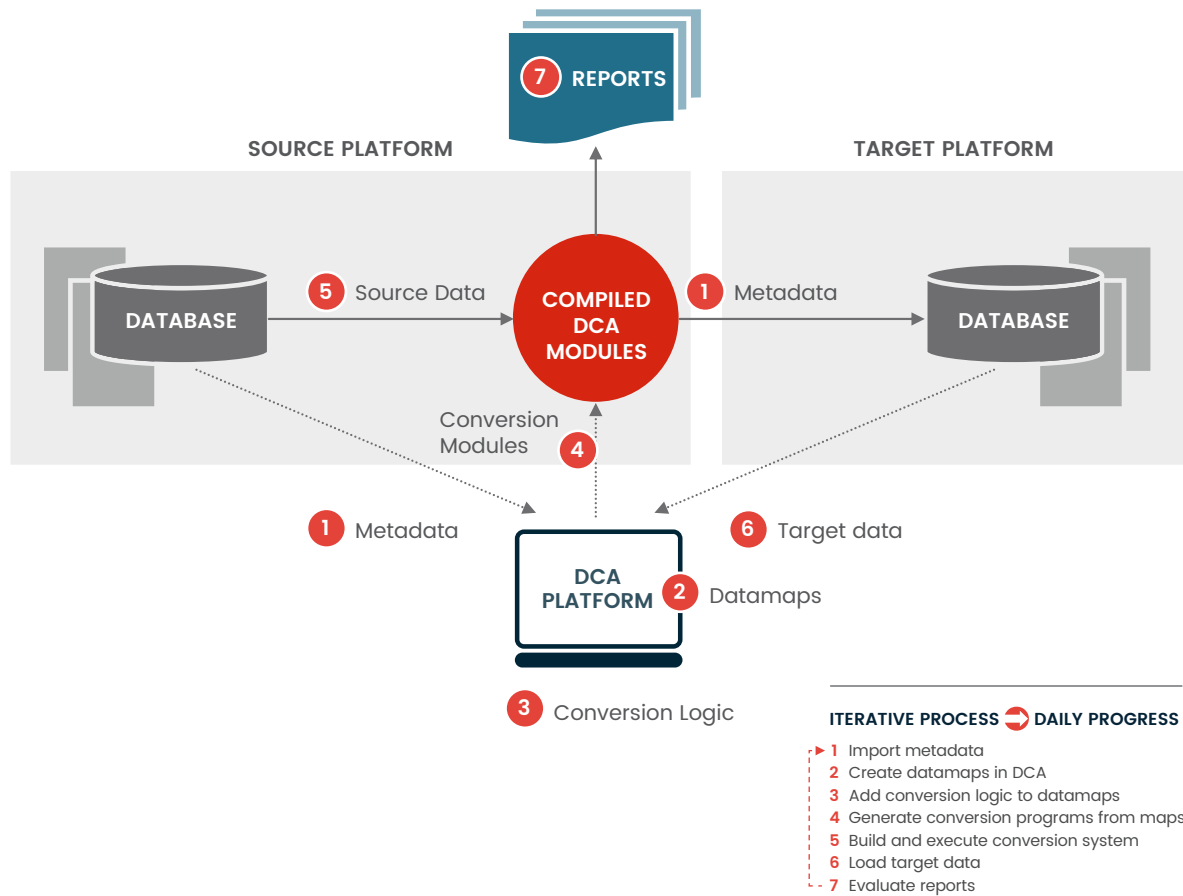 7 REPORTS
SOURCE PLATFORM
TARGET PLATFORM
DATABASE
5 Source Data
COMPILED
DCA
MODULES
1 Metadata
DATABASE
Conversion
Modules
4
1 Metadata
6 Target data
DCA
PLATFORM
2 Datamaps
3 Conversion Logic
ITERATIVE PROCESS DAILY PROGRESS
1 Import metadata
2 Create datamaps in DCA
3 Add conversion logic to datamaps
4 Generate conversion programs from maps
5 Build and execute conversion system
6 Load target data
7 Evaluate reports